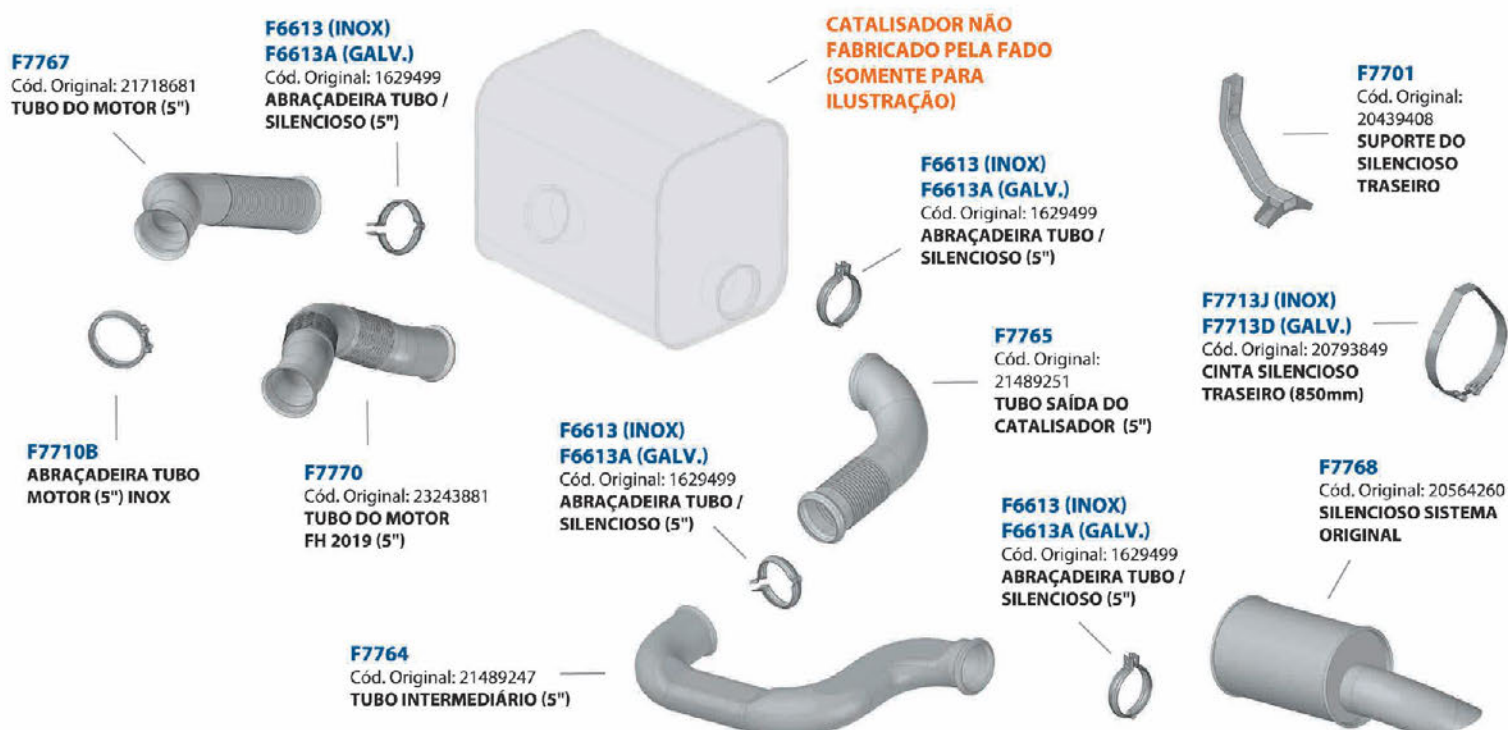 F7767
Cód. Original: 21718681
TUBO DO MOTOR (5")
F6613 (INOX)
F6613A (GALV.)
Cód. Original: 1629499
ABRAÇADEIRA TUBO /
SILENCIOSO (5")
CATALISADOR NÃO
FABRICADO PELA FADO
(SOMENTE PARA
ILUSTRAÇÃO)
F7701
Cód. Original:
20439408
SUPORTE DO
SILENCIOSO
TRASEIRO
F6613 (INOX)
F6613A (GALV.)
Cód. Original: 1629499
ABRAÇADEIRA TUBO /
SILENCIOSO (5")
F7713J (INOX)
F7713D (GALV.)
Cód. Original: 20793849
CINTA SILENCIOSO
TRASEIRO (850mm)
F7765
Cód. Original:
21489251
TUBO SAÍDA DO
CATALISADOR (5")
F7710B
ABRAÇADEIRA TUBO
MOTOR (5") INOX
F7770
Cód. Original: 23243881
TUBO DO MOTOR
FH 2019 (5")
F6613 (INOX)
F6613A (GALV.)
Cód. Original: 1629499
ABRAÇADEIRA TUBO /
SILENCIOSO (5")
F6613 (INOX)
F6613A (GALV.)
Cód. Original: 1629499
ABRAÇADEIRA TUBO /
SILENCIOSO (5")
F7768
Cód. Original: 20564260
SILENCIOSO SISTEMA
ORIGINAL
F7764
Cód. Original: 21489247
TUBO INTERMEDIÁRIO (5")